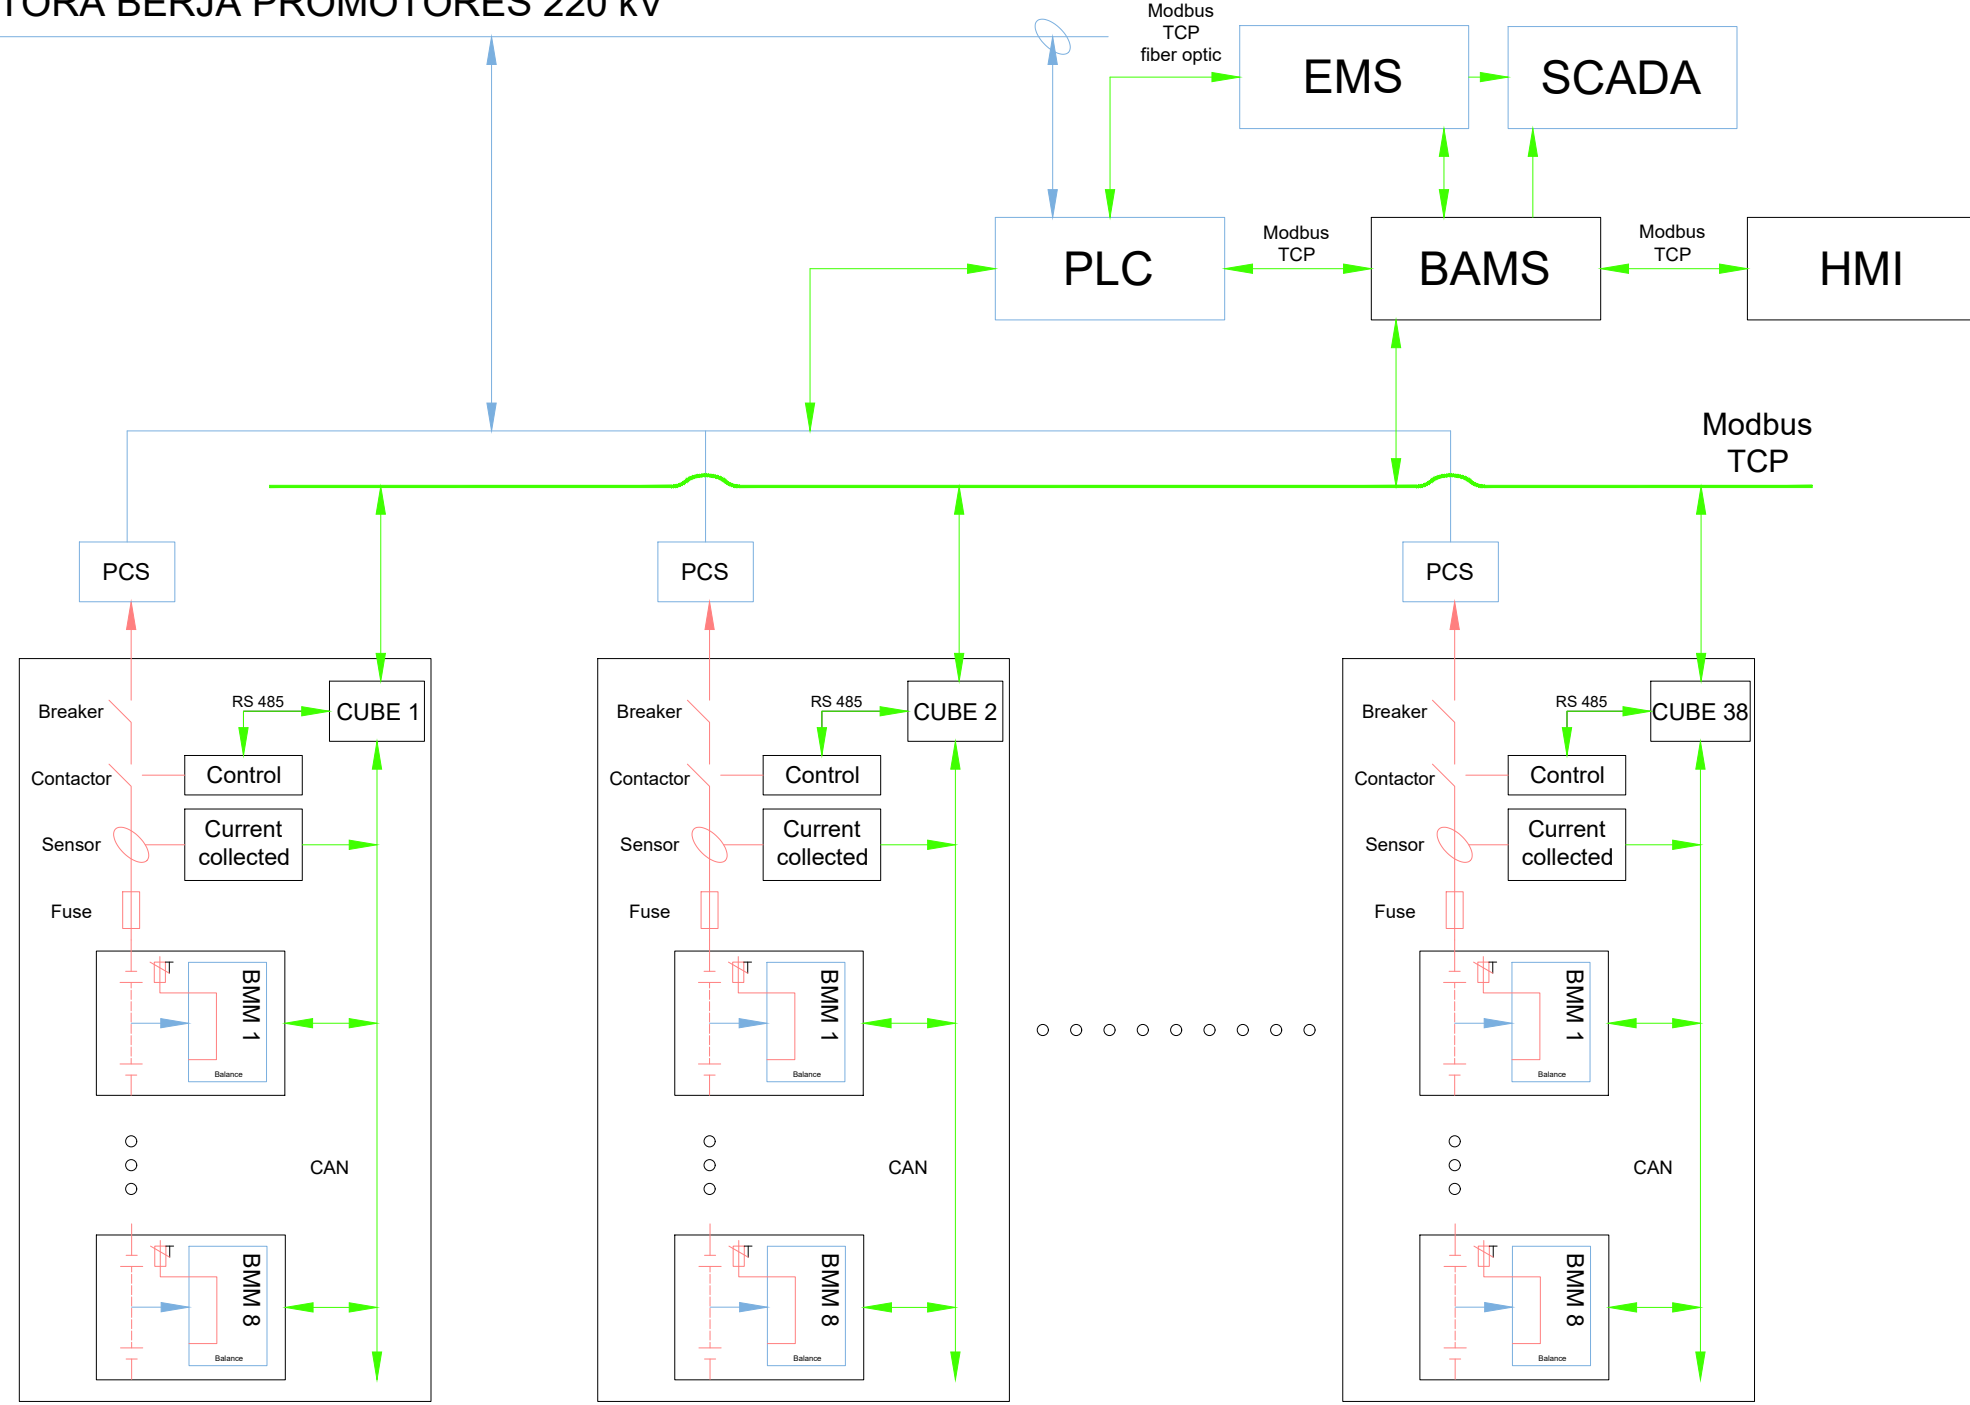 TORA BERJA PROMOTORES 220 kV
Modbus
TCP
fiber optic
EMS
SCADA
PLC
Modbus
TCP
BAMS
Modbus
TCP
HMI
Modbus
TCP
PCS
PCS
PCS
Breaker
RS 485
CUBE 1
Contactor
Control
Sensor
Current
collected
Fuse
T
BMM 1
Balance
CAN
T
BMM 8
Balance
Breaker
RS 485
CUBE 2
Contactor
Control
Sensor
Current
collected
Fuse
T
BMM 1
Balance
CAN
T
BMM 8
Balance
Breaker
RS 485
CUBE 38
Contactor
Control
Sensor
Current
collected
Fuse
T
BMM 1
Balance
CAN
T
BMM 8
Balance